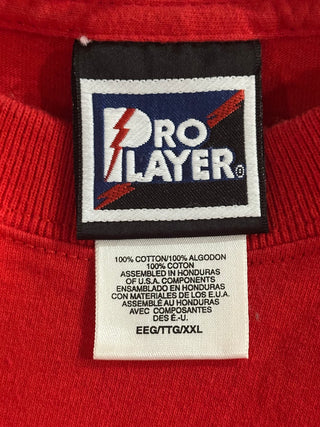 PRO
PLAYER®
100% COTTON/100% ALGODON
100% COTON
ASSEMBLED IN HONDURAS
OF U.S.A. COMPONENTS
ENSAMBLADO EN HONDURAS
CON MATERIALES DE LOS E.U.A.
ASSEMBLÉ AU HONDURAS
AVEC COMPOSANTES
DES É.-U.
EEG/TTG/XXL